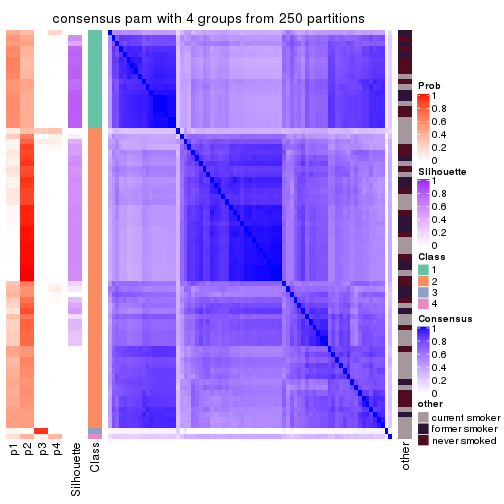 consensus pam with 4 groups from 250 partitions
Prob
1
0.8
0.6
0.4
0.2
0
Silhouette
1
0.8
0.6
0.4
0.2
0
Class
1
2
3
4
Consensus
1
0.8
0.6
0.4
0.2
0
other
current smoker
former smoker
never smoked
p1
p2
p3
p4
Silhouette
Class
other